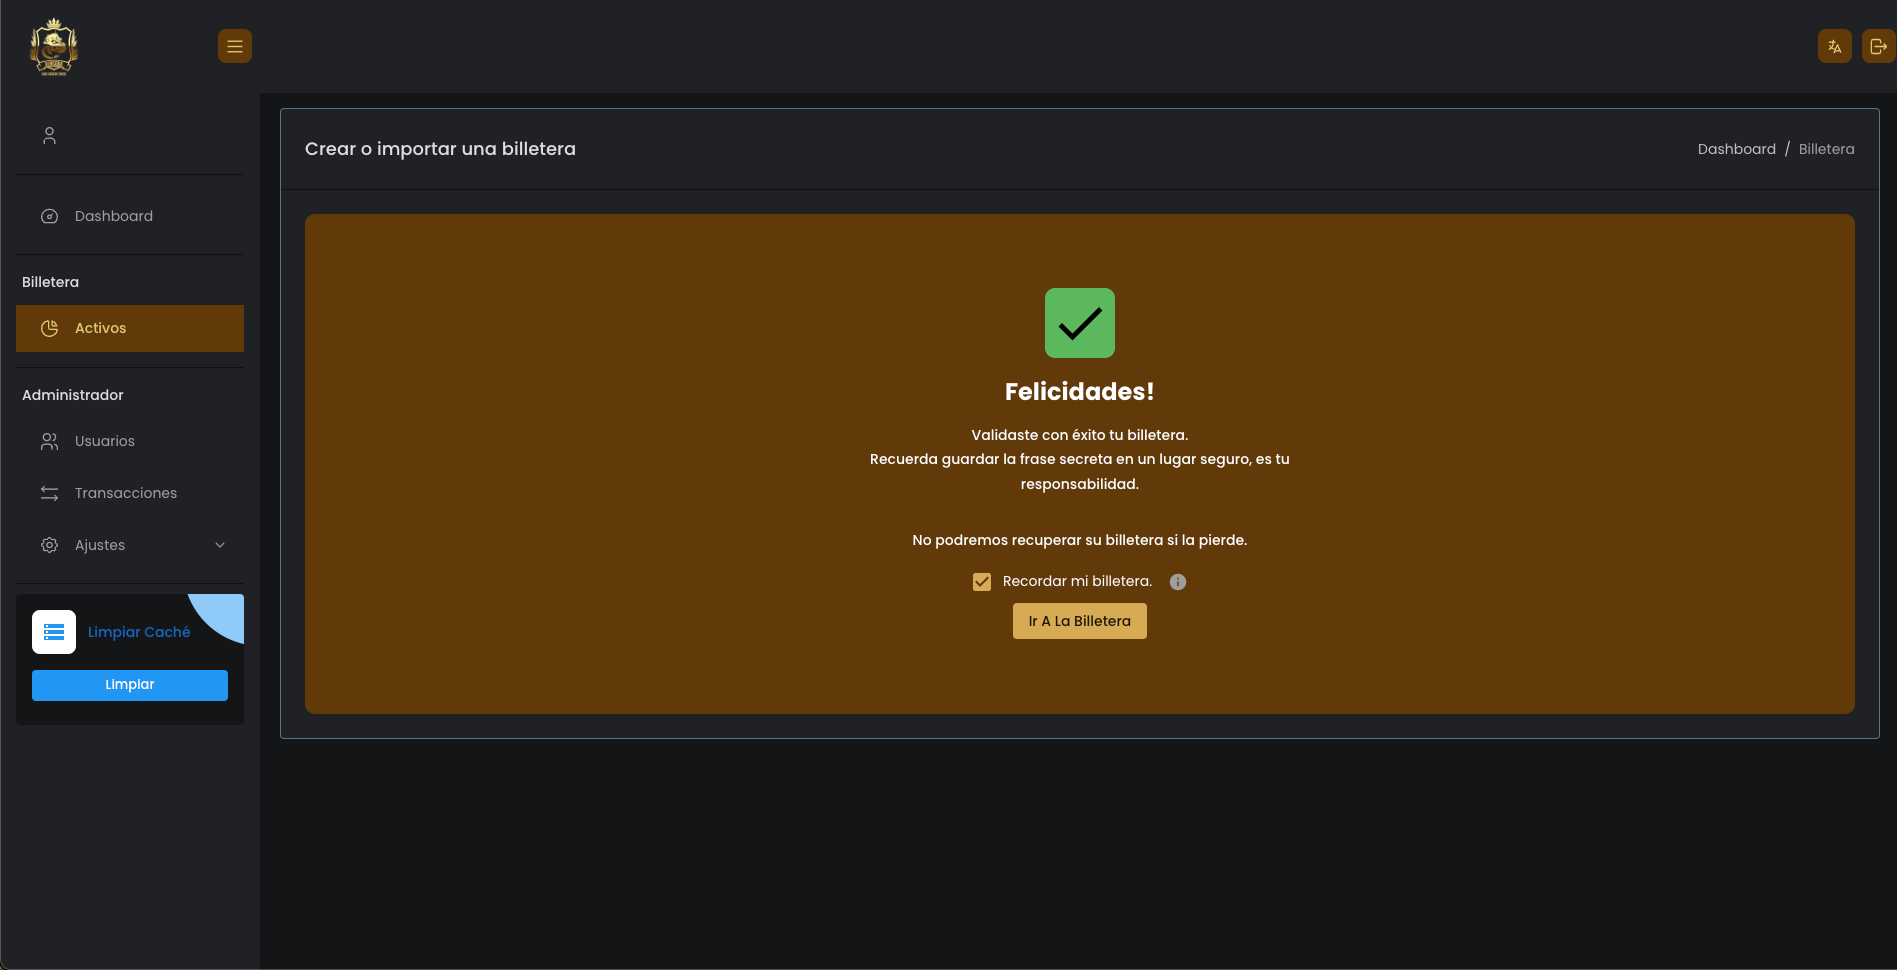 Crear o importar una billetera
Dashboard / Billetera
Dashboard
Billetera
Activos
Administrador
Usuarios
Transacciones
Ajustes
Limpiar Caché
Limpiar
Felicidades!
Validaste con éxito tu billetera.
Recuerda guardar la frase secreta en un lugar seguro, es tu
responsabilidad.
No podremos recuperar su billetera si la pierde.
Recordar mi billetera.
Ir A La Billetera